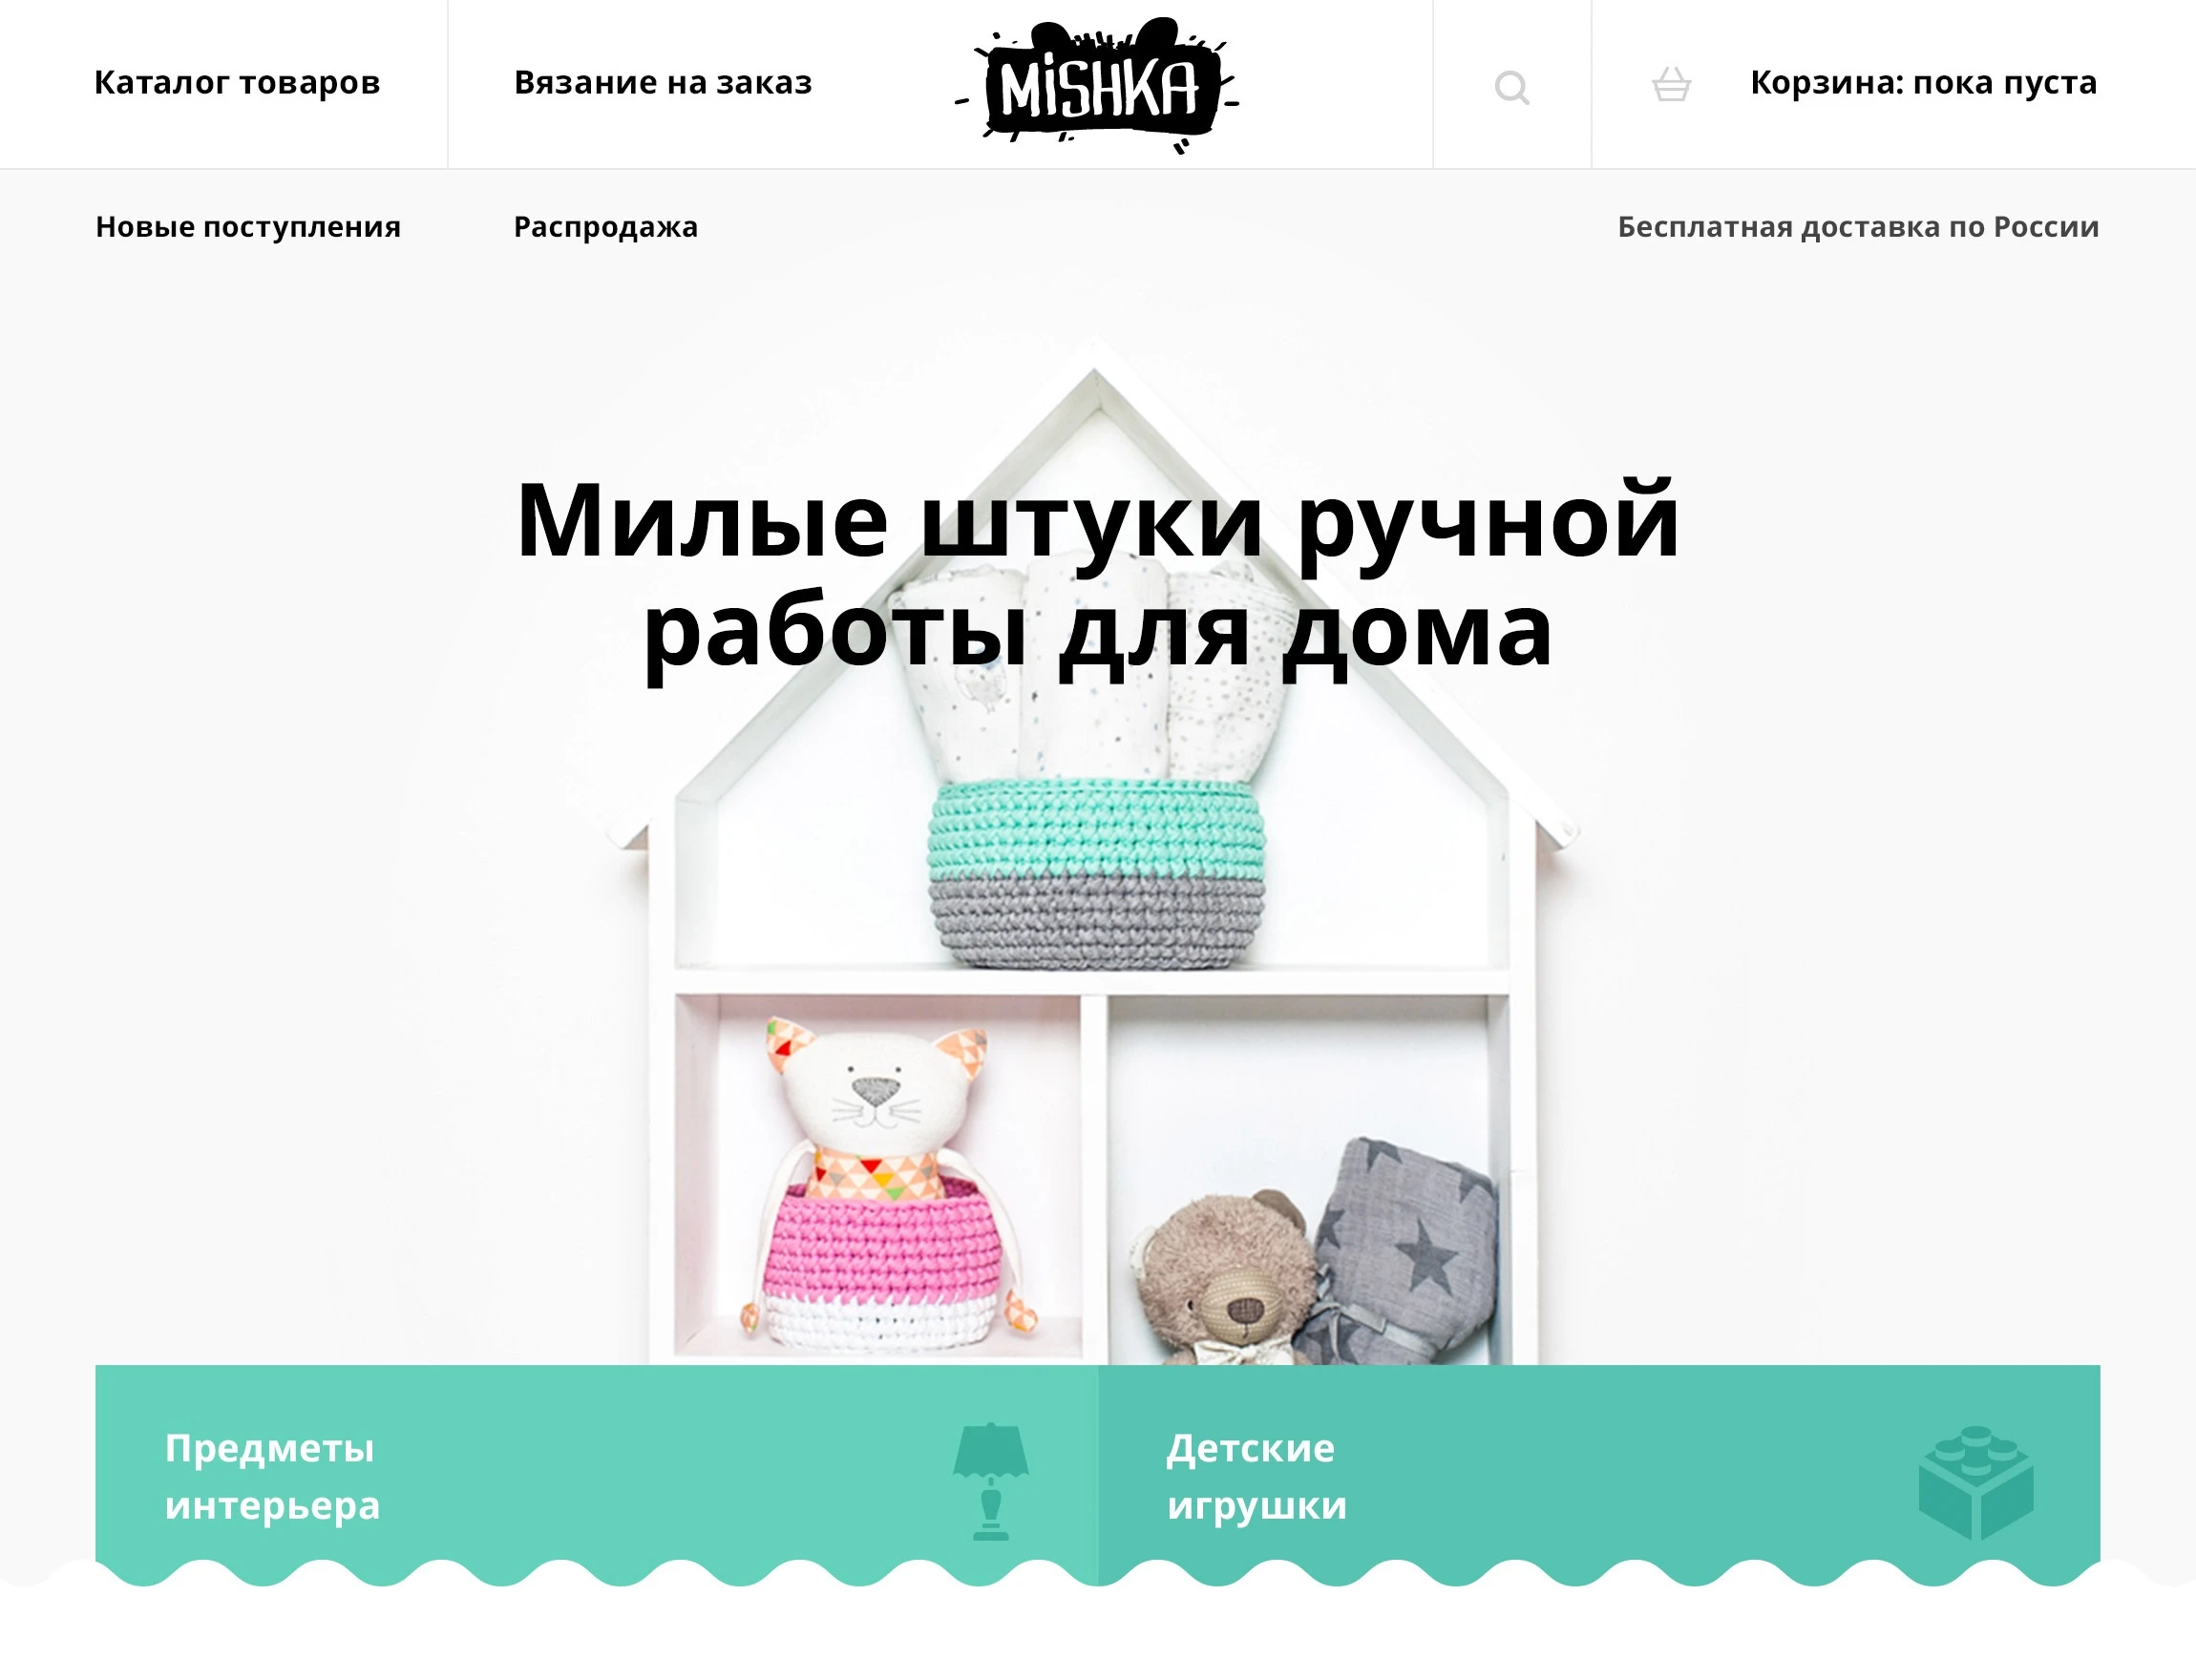 Каталог товаров
Вязание на заказ
MiSHKA
Корзина: пока пуста
Новые поступления
Распродажа
Бесплатная доставка по России
Милые штуки ручной
работы для дома
Предметы
интерьера
Детские
игрушки